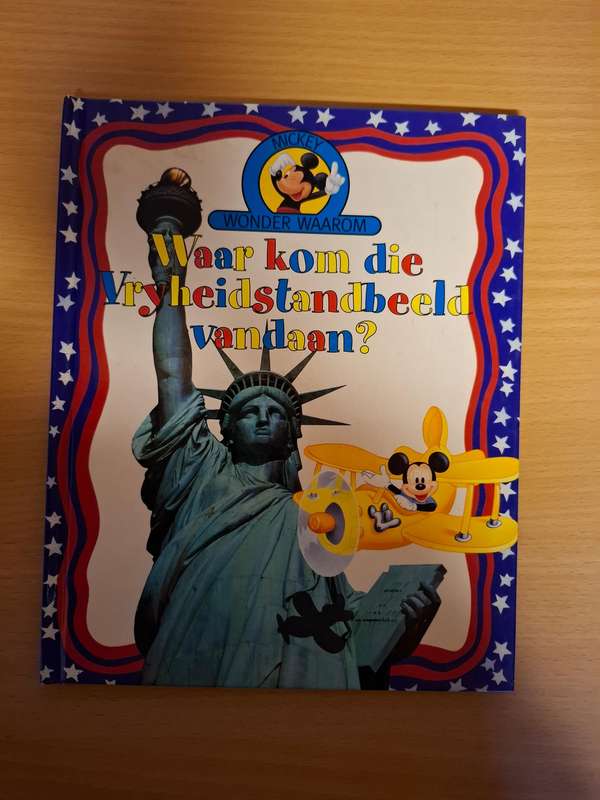 MICKEY
WONDER WAAROM
Waar kom die
Vryheidstandbeeld
vandaan?